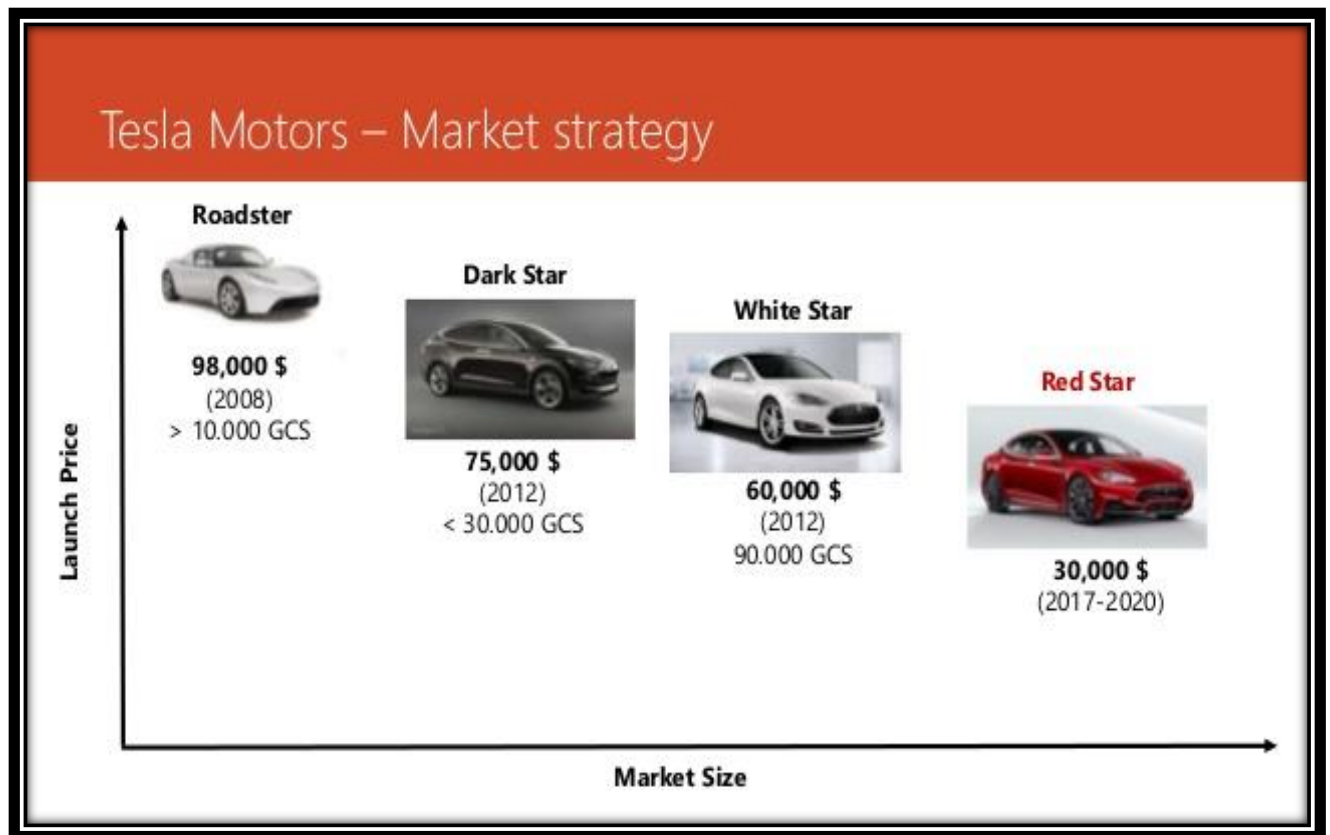 Tesla Motors – Market strategy
Roadster
98,000 $
(2008)
> 10.000 GCS
Dark Star
75,000 $
(2012)
< 30.000 GCS
White Star
60,000 $
(2012)
90.000 GCS
Red Star
30,000 $
(2017-2020)
Launch Price
Market Size